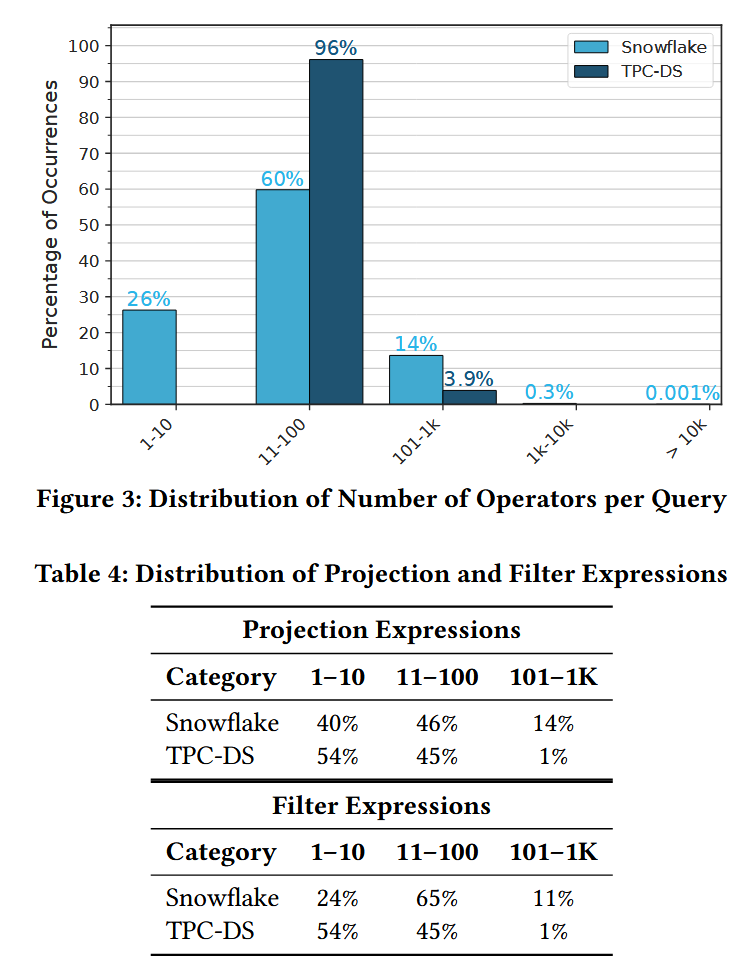 100
90
80
70
60
50
40
30
20
10
0
Percentage of Occurrences
Snowflake
TPC-DS
26%
60%
96%
14%
3.9%
0.3%
0.001%
1-10
11-100
101-1k
1k-10k
> 10k
Figure 3: Distribution of Number of Operators per Query
Table 4: Distribution of Projection and Filter Expressions
Projection Expressions
Category 1–10 11–100 101–1K
Snowflake 40% 46% 14%
TPC-DS 54% 45% 1%
Filter Expressions
Category 1–10 11–100 101–1K
Snowflake 24% 65% 11%
TPC-DS 54% 45% 1%